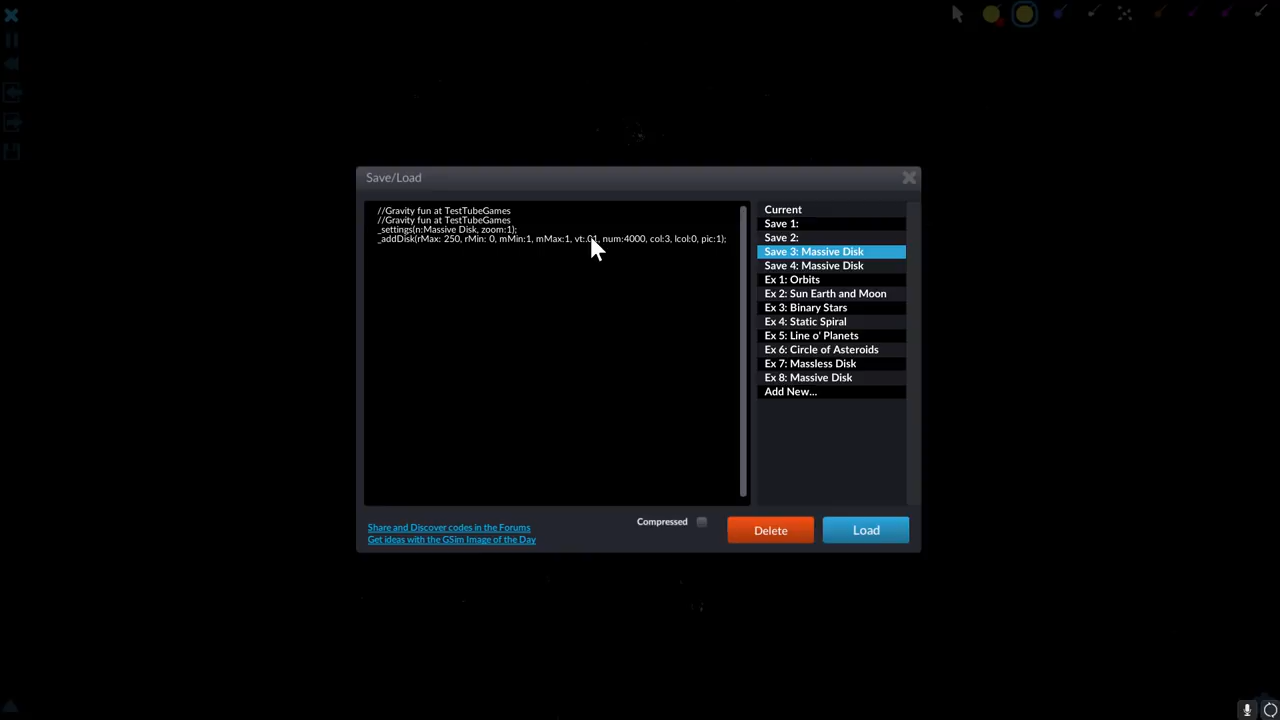 Save/Load
//Gravity fun at TestTubeGames
//Gravity fun at TestTubeGames
_settings(n:Massive Disk, zoom:1);
_addDisk(rMax: 250, rMin: 0, mMin:1, mMax:1, vt:.01, num:4000, col:3, lcol:0, pic:1);
Current
Save 1:
Save 2:
Save 3: Massive Disk
Save 4: Massive Disk
Ex 1: Orbits
Ex 2: Sun Earth and Moon
Ex 3: Binary Stars
Ex 4: Static Spiral
Ex 5: Line o' Planets
Ex 6: Circle of Asteroids
Ex 7: Massless Disk
Ex 8: Massive Disk
Add New...
Share and Discover codes in the Forums
Get ideas with the GSim Image of the Day
Compressed
Delete
Load